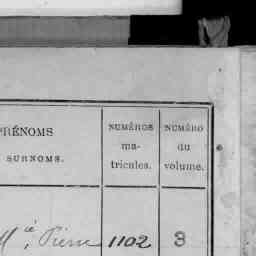 PRÉNOMS
SURNOMS.
NUMÉROS
ma-
tricules.
NUMÉRO
du
volume.
Pierre 1102 3